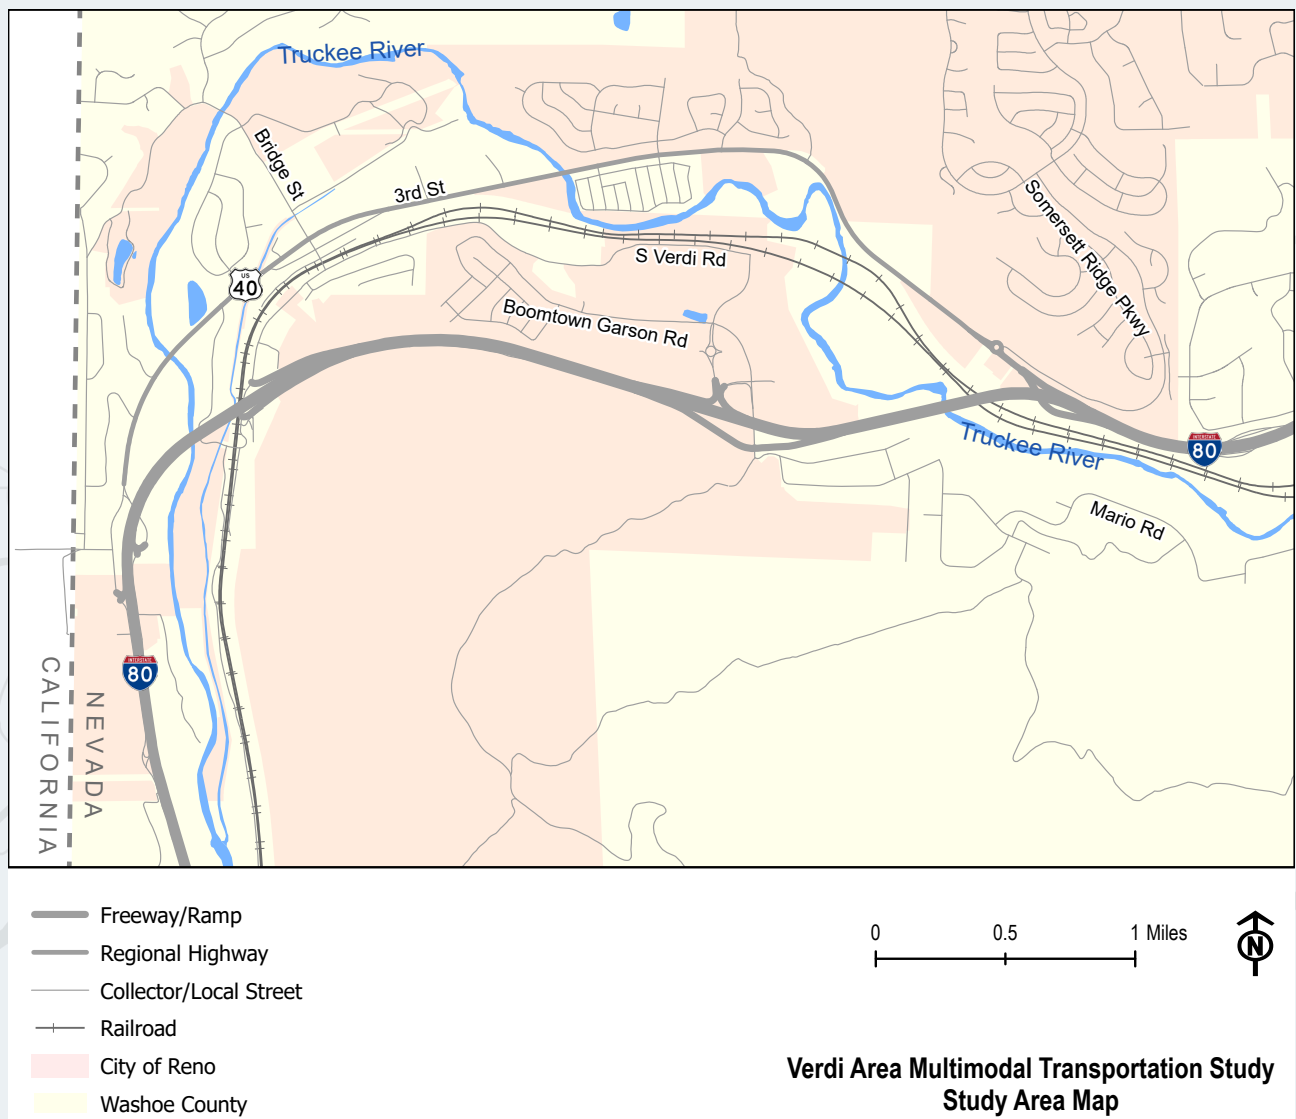 Truckee River
Bridge St
3rd St
US
40
S Verdi Rd
Boomtown Garson Rd
Somersett Ridge Pkwy
Truckee River
INTERSTATE
80
Mario Rd
INTERSTATE
80
CALIFORNIA
NEVADA
Freeway/Ramp
Regional Highway
Collector/Local Street
Railroad
City of Reno
Washoe County
0 0.5 1 Miles
N
Verdi Area Multimodal Transportation Study
Study Area Map